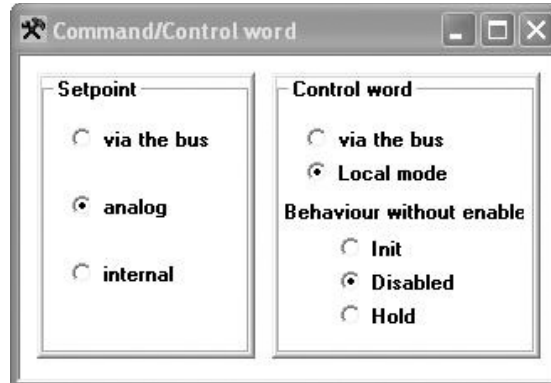 Command/Control word
Setpoint
via the bus
analog
internal
Control word
via the bus
Local mode
Behaviour without enable
Init
Disabled
Hold